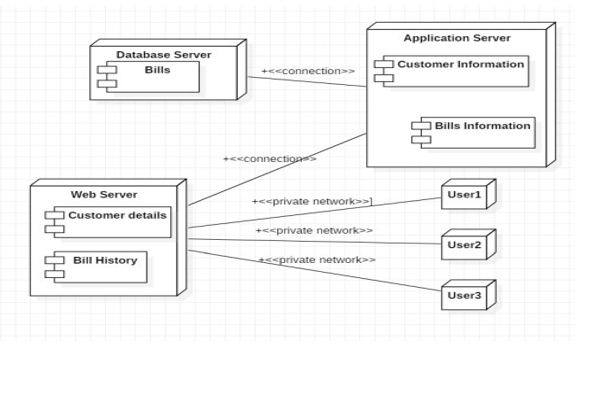 Database Server
Bills
Application Server
Customer Information
Bills Information
+<<connection>>
+<<connection>>
Web Server
Customer details
Bill History
+<<private network>>]
+<<private network>>
+<<private network>>
User1
User2
User3